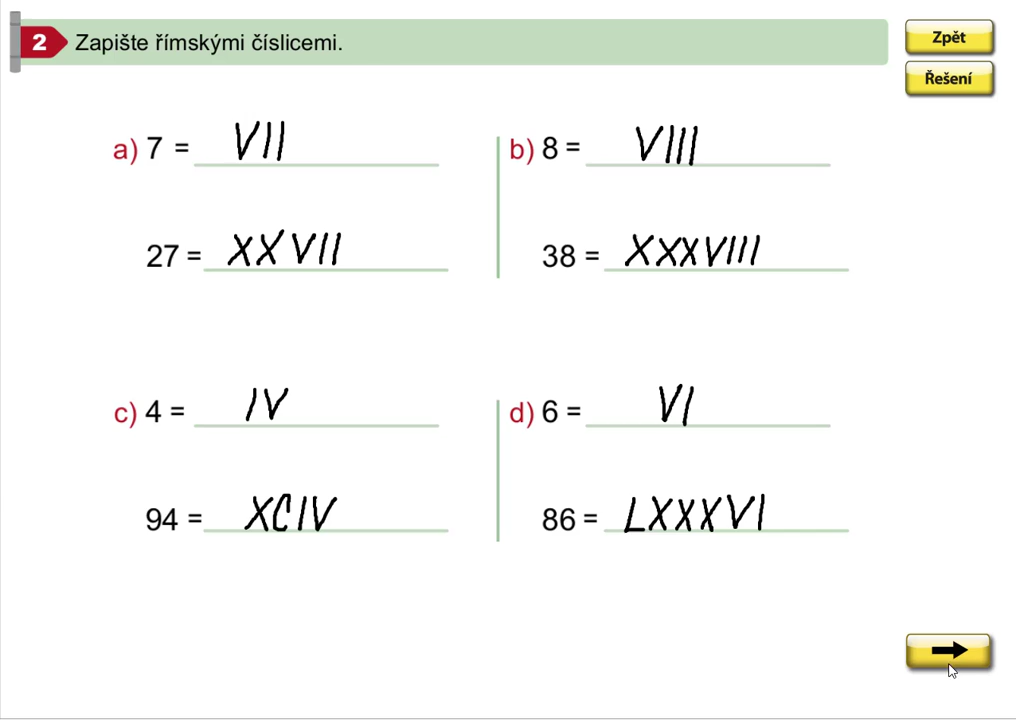 2 Zapište římskými číslicemi.
Zpět
Řešení
a) 7 = VII
27 = XXVII
b) 8 = VIII
38 = XXXVIII
c) 4 = IV
94 = XCIV
d) 6 = VI
86 = LXXXVI